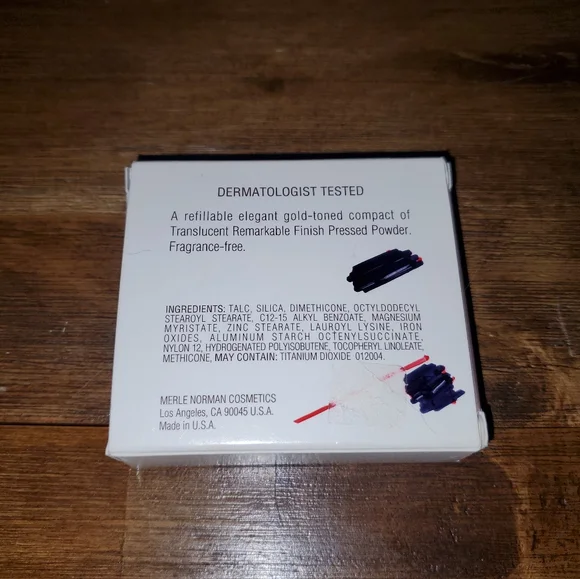 DERMATOLOGIST TESTED
A refillable elegant gold-toned compact of
Translucent Remarkable Finish Pressed Powder.
Fragrance-free.
INGREDIENTS: TALC, SILICA, DIMETHICONE, OCTYLDODECYL
STEAROYL STEARATE, C12-15 ALKYL BENZOATE, MAGNESIUM
MYRISTATE, ZINC STEARATE, LAUROYL LYSINE, IRON
OXIDES, ALUMINUM STARCH OCTENYLSUCCINATE,
NYLON 12, HYDROGENATED POLYISOBUTENE, TOCOPHERYL LINOLEATE,
METHICONE, MAY CONTAIN: TITANIUM DIOXIDE 012004.
MERLE NORMAN COSMETICS
Los Angeles, CA 90045 U.S.A.
Made in U.S.A.